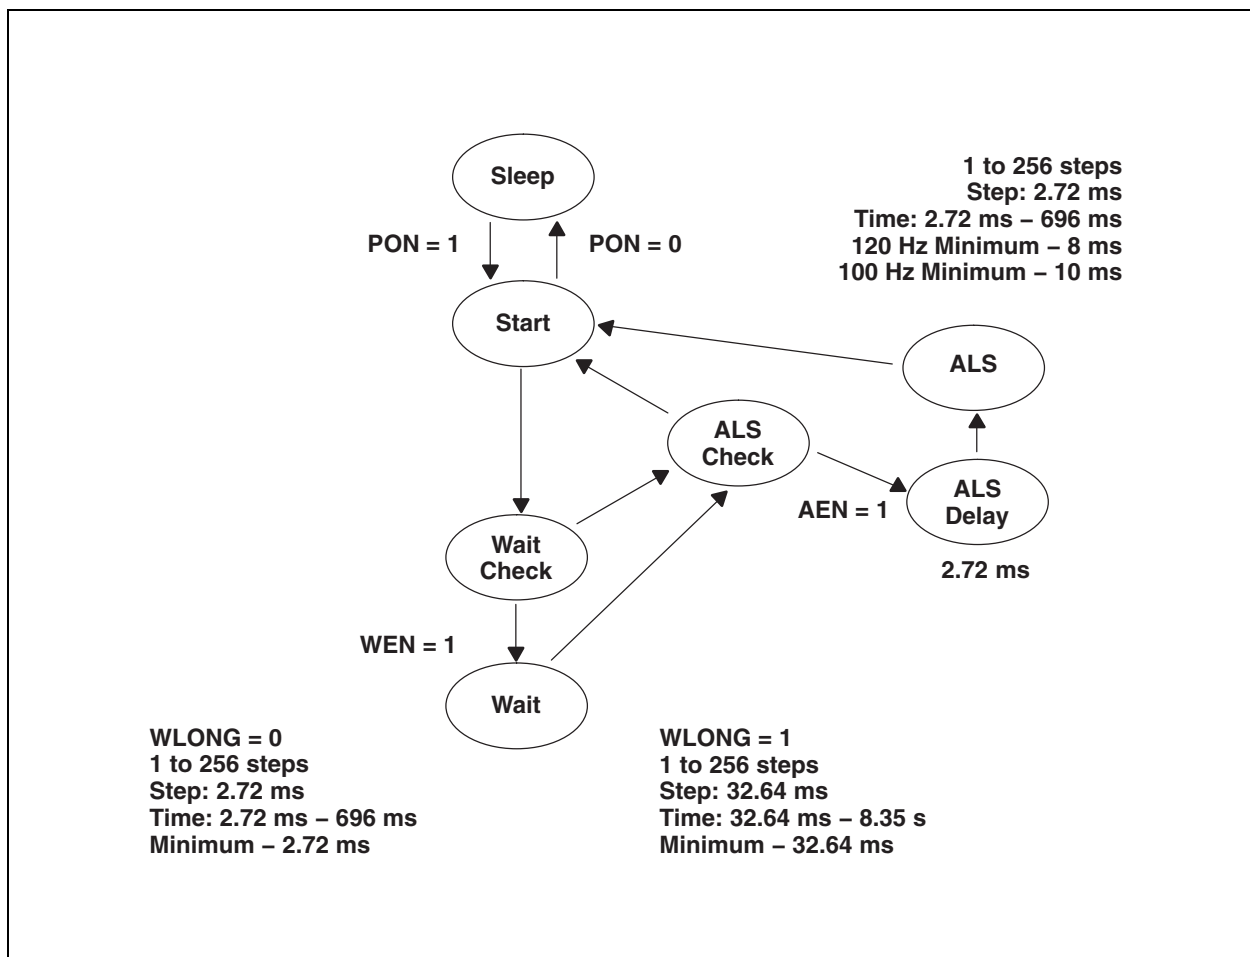 Sleep
1 to 256 steps
Step: 2.72 ms
Time: 2.72 ms – 696 ms
120 Hz Minimum – 8 ms
100 Hz Minimum – 10 ms
PON = 1
PON = 0
Start
ALS
ALS
Check
AEN = 1
ALS
Delay
2.72 ms
Wait
Check
WEN = 1
Wait
WLONG = 0
1 to 256 steps
Step: 2.72 ms
Time: 2.72 ms – 696 ms
Minimum – 2.72 ms
WLONG = 1
1 to 256 steps
Step: 32.64 ms
Time: 32.64 ms – 8.35 s
Minimum – 32.64 ms